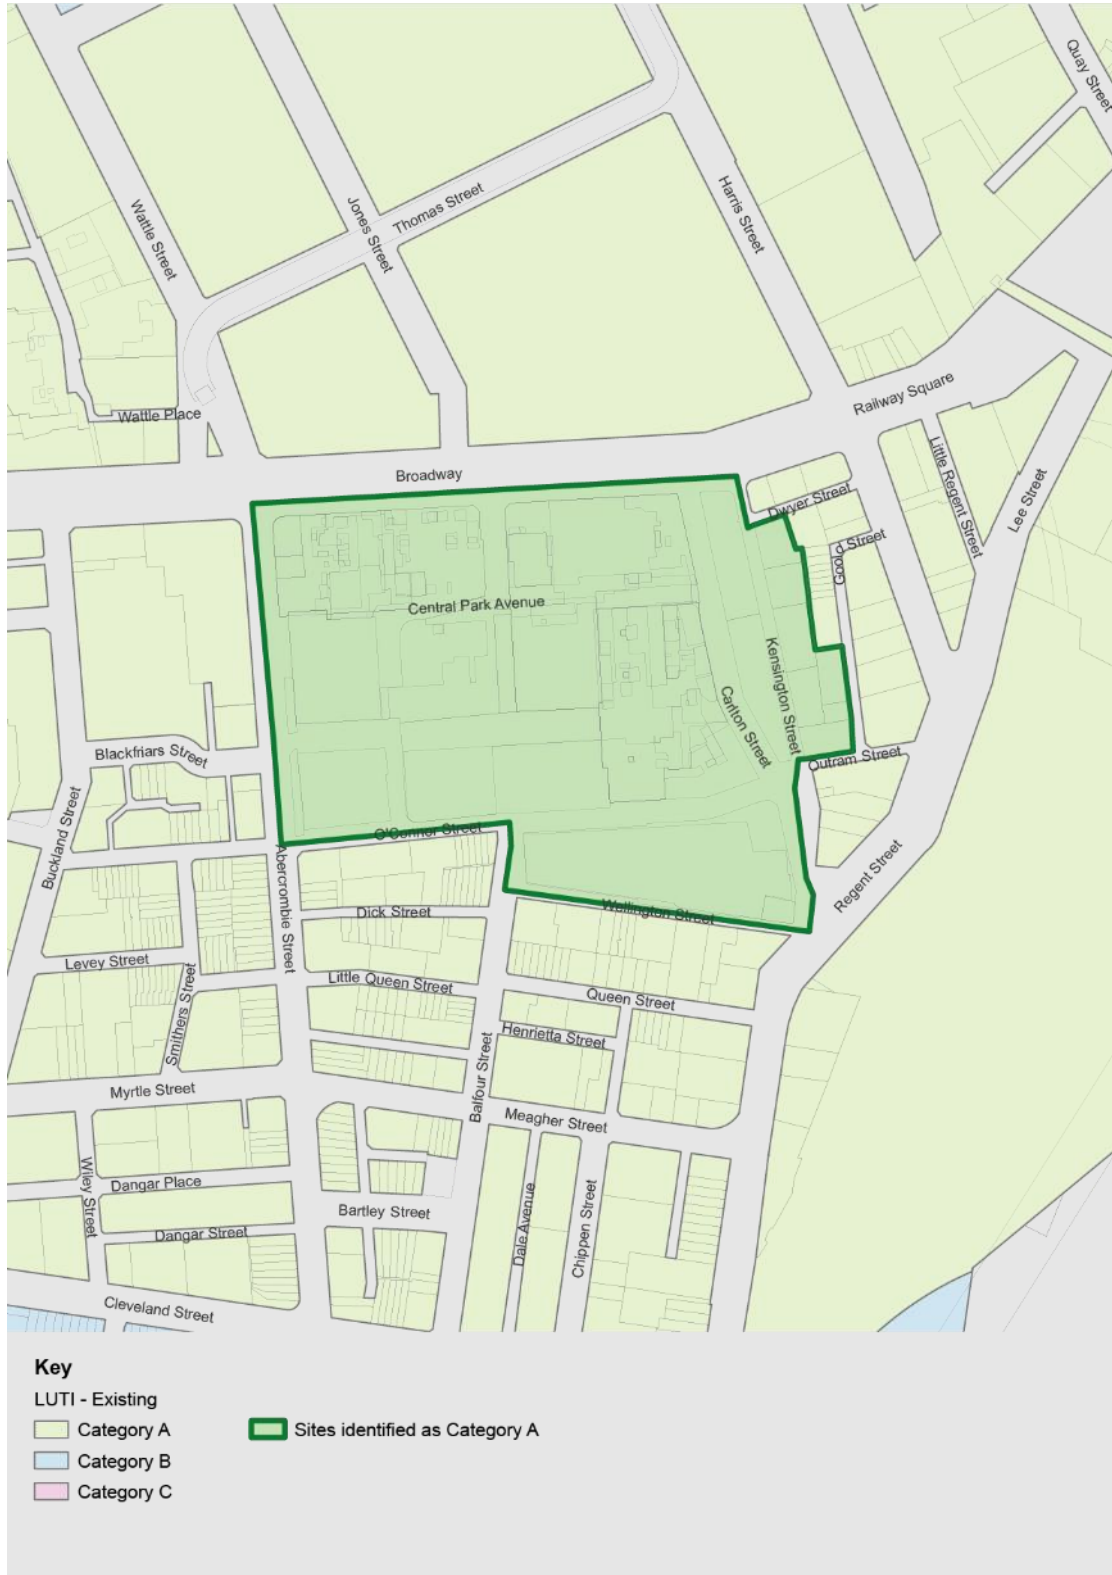 Quay Street
Harris Street
Thomas Street
Jones Street
Wattle Street
Railway Square
Wattle Place
Broadway
Little Regent Street
Lee Street
Dwyer Street
Goold Street
Central Park Avenue
Kensington Street
Carlton Street
Outram Street
Blackfriars Street
Buckland Street
O'Connor Street
Abercrombie Street
Regent Street
Dick Street
Wellington Street
Levey Street
Little Queen Street
Queen Street
Smithers Street
Henrietta Street
Balfour Street
Myrtle Street
Meagher Street
Wiley Street
Dangar Place
Bartley Street
Dale Avenue
Chippen Street
Dangar Street
Cleveland Street
Key
LUTI - Existing
Category A
Sites identified as Category A
Category B
Category C